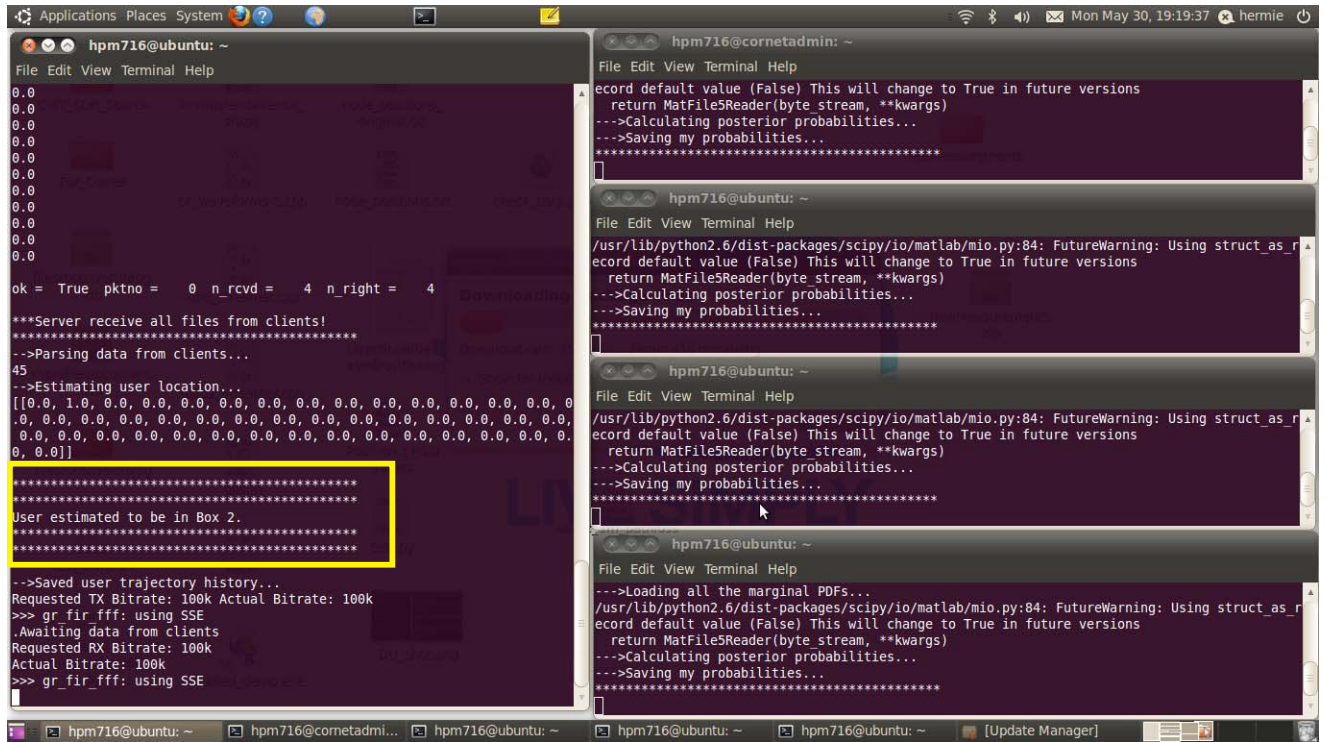 Applications Places System
Mon May 30, 19:19:37 hermie
hpm716@ubuntu: ~
File Edit View Terminal Help
0.0
0.0
0.0
0.0
0.0
0.0
0.0
0.0
0.0
0.0
0.0
ok =  True  pktno =    0  n_rcvd =    4  n_right =    4
***Server receive all files from clients!
*********************************************
-->Parsing data from clients...
45
-->Estimating user location...
[[0.0, 1.0, 0.0, 0.0, 0.0, 0.0, 0.0, 0.0, 0.0, 0.0, 0.0, 0.0, 0.0, 0.0, 0
.0, 0.0, 0.0, 0.0, 0.0, 0.0, 0.0, 0.0, 0.0, 0.0, 0.0, 0.0, 0.0, 0.0, 0.0,
 0.0, 0.0, 0.0, 0.0, 0.0, 0.0, 0.0, 0.0, 0.0, 0.0, 0.0, 0.0, 0.0, 0.0, 0.
0, 0.0]]
*********************************************
*********************************************
User estimated to be in Box 2.
*********************************************
*********************************************
-->Saved user trajectory history...
Requested TX Bitrate: 100k Actual Bitrate: 100k
>>> gr_fir_fff: using SSE
.Awaiting data from clients
Requested RX Bitrate: 100k
Actual Bitrate: 100k
>>> gr_fir_fff: using SSE
hpm716@cornetadmin: ~
File Edit View Terminal Help
ecord default value (False) This will change to True in future versions
  return MatFile5Reader(byte_stream, **kwargs)
--->Calculating posterior probabilities...
--->Saving my probabilities...
*********************************************
hpm716@ubuntu: ~
File Edit View Terminal Help
/usr/lib/python2.6/dist-packages/scipy/io/matlab/mio.py:84: FutureWarning: Using struct_as_r
ecord default value (False) This will change to True in future versions
  return MatFile5Reader(byte_stream, **kwargs)
--->Calculating posterior probabilities...
--->Saving my probabilities...
*********************************************
hpm716@ubuntu: ~
File Edit View Terminal Help
/usr/lib/python2.6/dist-packages/scipy/io/matlab/mio.py:84: FutureWarning: Using struct_as_r
ecord default value (False) This will change to True in future versions
  return MatFile5Reader(byte_stream, **kwargs)
--->Calculating posterior probabilities...
--->Saving my probabilities...
*********************************************
LIVE SIMPLY
hpm716@ubuntu: ~
File Edit View Terminal Help
--->Loading all the marginal PDFs...
/usr/lib/python2.6/dist-packages/scipy/io/matlab/mio.py:84: FutureWarning: Using struct_as_r
ecord default value (False) This will change to True in future versions
  return MatFile5Reader(byte_stream, **kwargs)
--->Calculating posterior probabilities...
--->Saving my probabilities...
*********************************************
hpm716@ubuntu: ~ hpm716@cornetadmi... hpm716@ubuntu: ~ hpm716@ubuntu: ~ hpm716@ubuntu: ~ [Update Manager]